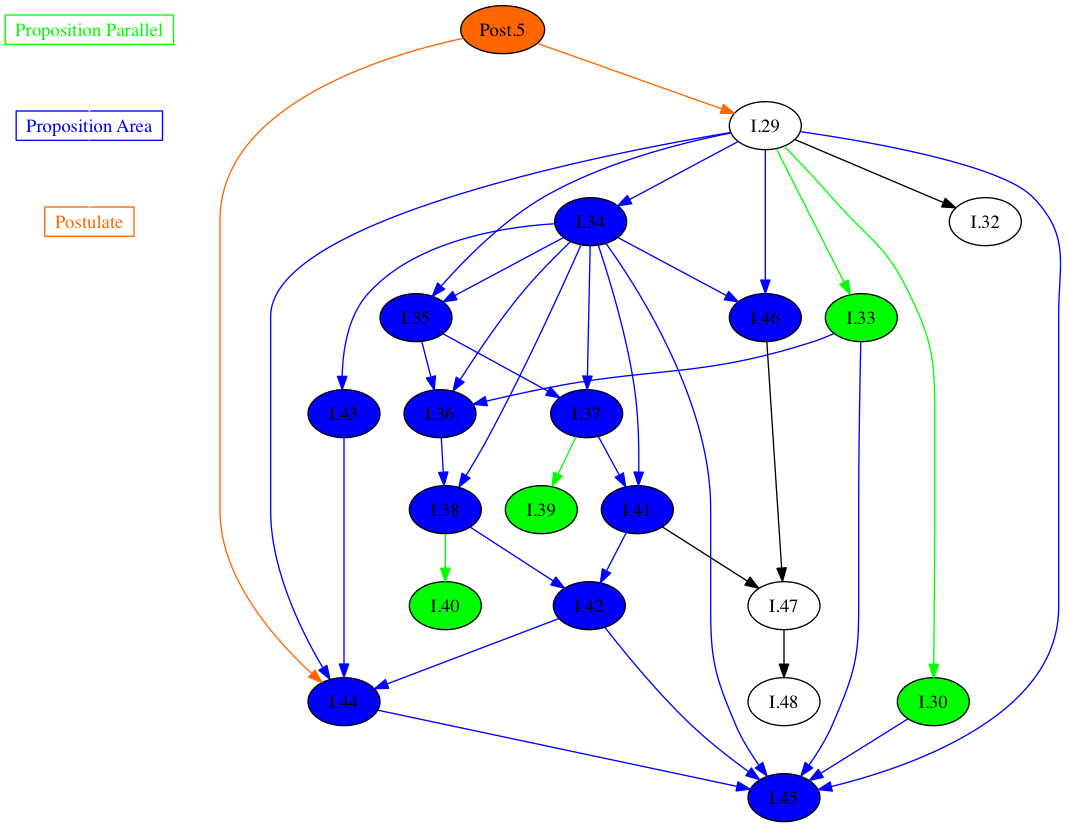 Proposition Parallel
Post.5
Proposition Area
I.29
Postulate
I.34
I.32
I.35
I.46
I.33
I.43
I.36
I.37
I.38
I.39
I.41
I.40
I.42
I.47
I.44
I.48
I.30
I.45